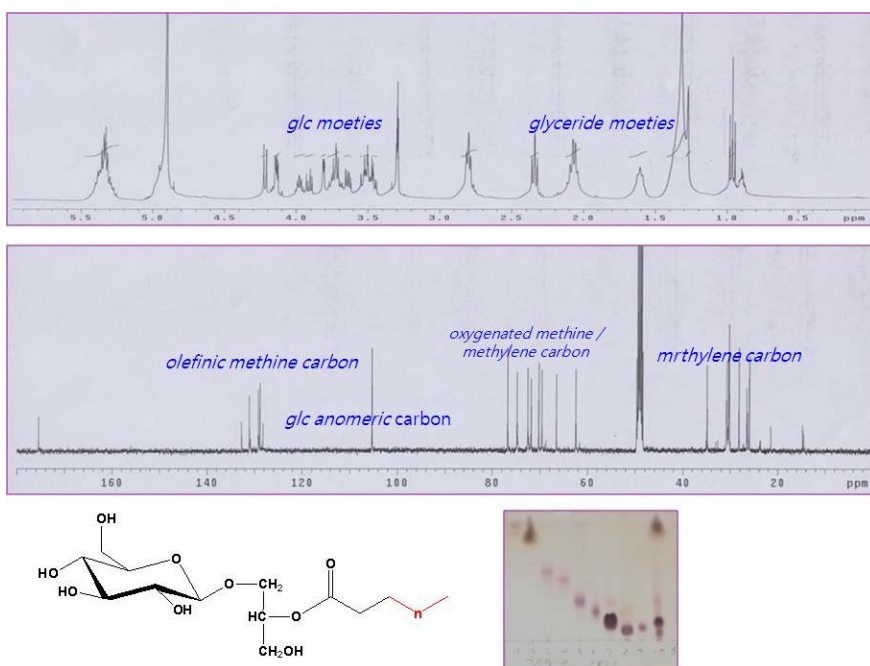 glc moeties
glyceride moeties
5.5 5.0 4.5 4.0 3.5 3.0 2.5 2.0 1.5 1.0 0.5 ppm
oxygenated methine /
methylene carbon
olefinic methine carbon
mrthylene carbon
glc anomeric carbon
160 140 120 100 80 60 40 20 ppm
OH
O
HO
HO
OH
O
CH₂
CH
O
O
n
CH₂OH